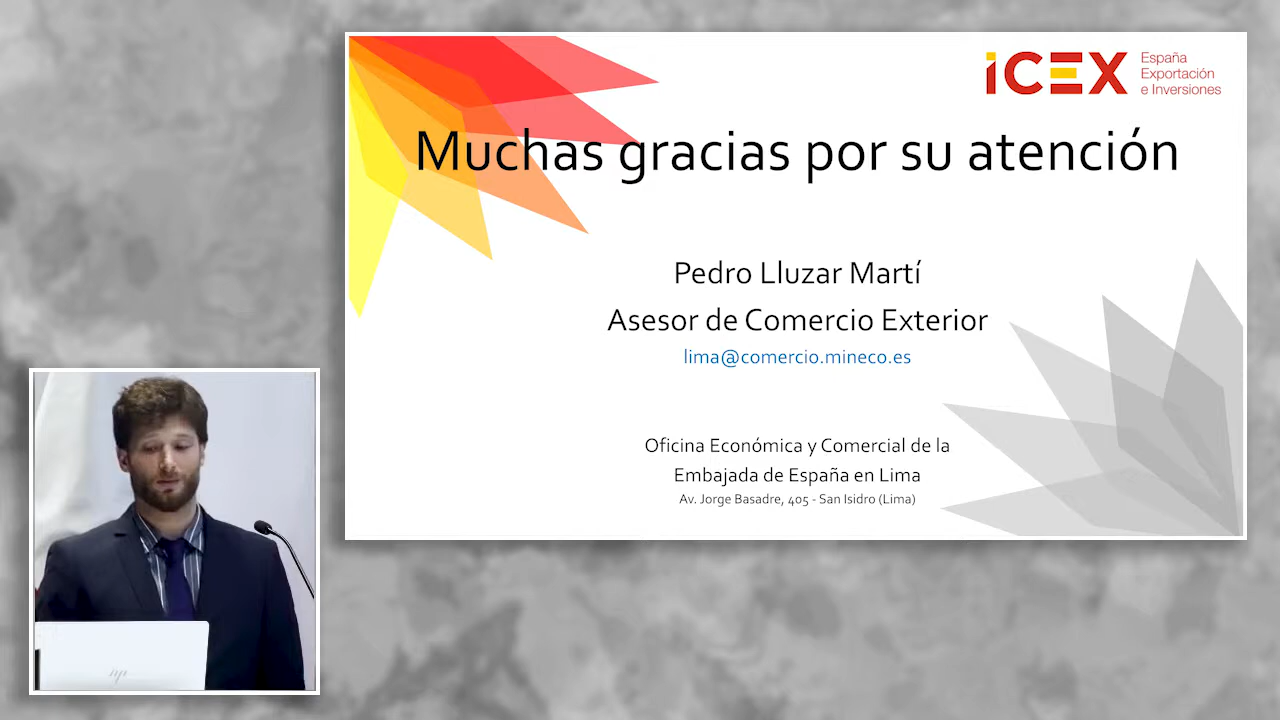 iCEX
España
Exportación
e Inversiones
Muchas gracias por su atención
Pedro Lluzar Martí
Asesor de Comercio Exterior
lima@comercio.mineco.es
Oficina Económica y Comercial de la
Embajada de España en Lima
Av. Jorge Basadre, 405 - San Isidro (Lima)
hp